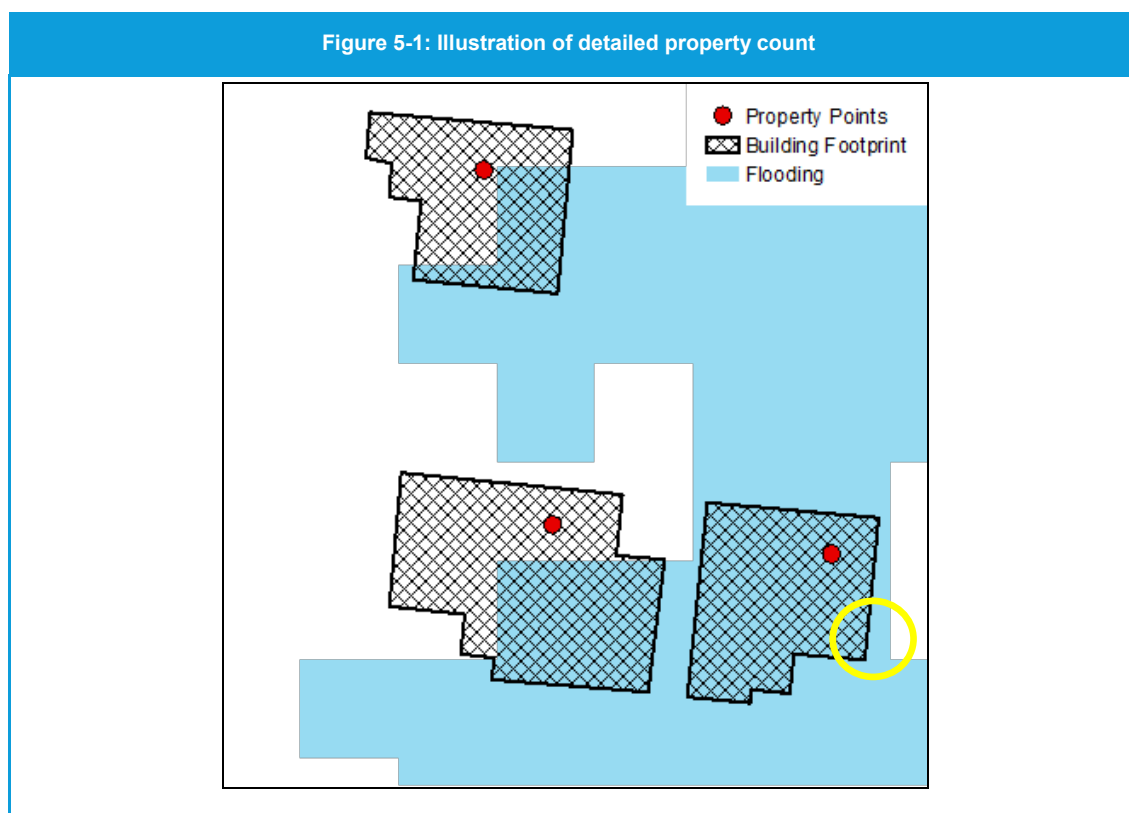 Figure 5-1: Illustration of detailed property count
Property Points
Building Footprint
Flooding